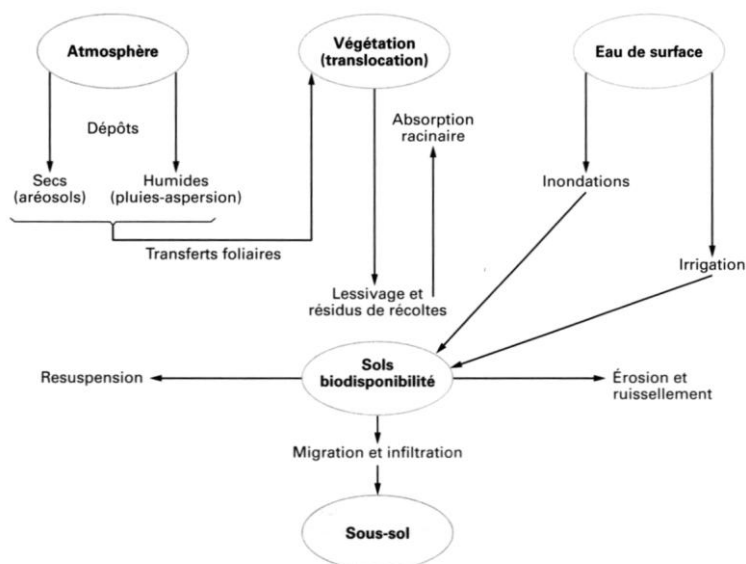 Atmosphère
Végétation
(translocation)
Eau de surface
Dépôts
Absorption
racinaire
Secs
(aréosols)
Humides
(pluies-aspersion)
Inondations
Transferts foliaires
Irrigation
Lessivage et
résidus de récoltes
Sols
biodisponibilité
Resuspension
Érosion et
ruissellement
Migration et infiltration
Sous-sol